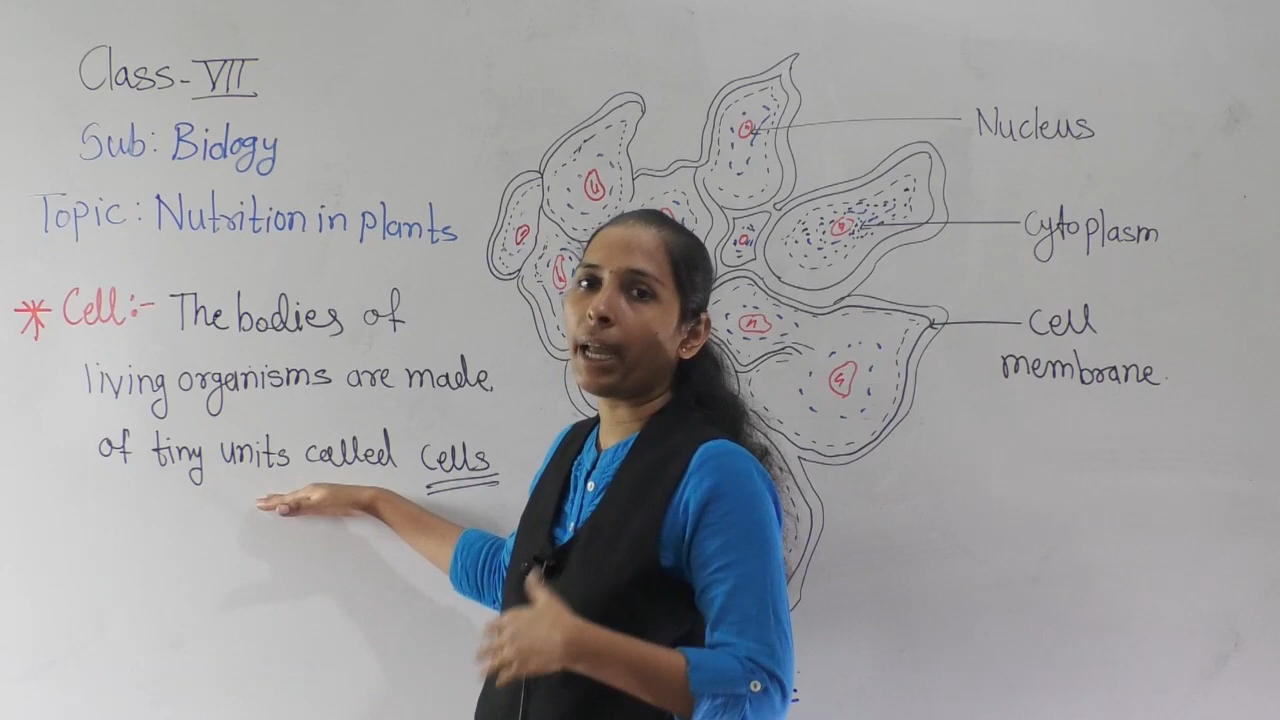 Class-VII
Sub: Biology
Topic: Nutrition in plants
* Cell:- The bodies of
living organisms are made
of tiny units called cells
Nucleus
Cytoplasm
Cell
membrane.